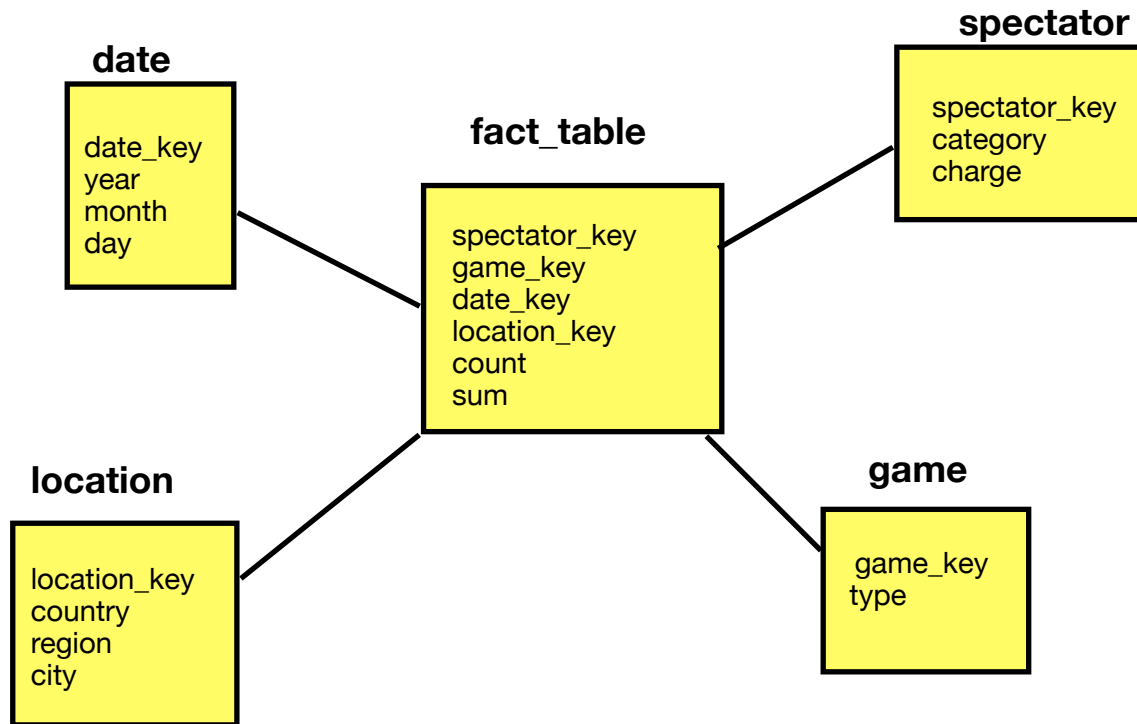 date
date_key
year
month
day
fact_table
spectator_key
game_key
date_key
location_key
count
sum
spectator
spectator_key
category
charge
location
location_key
country
region
city
game
game_key
type